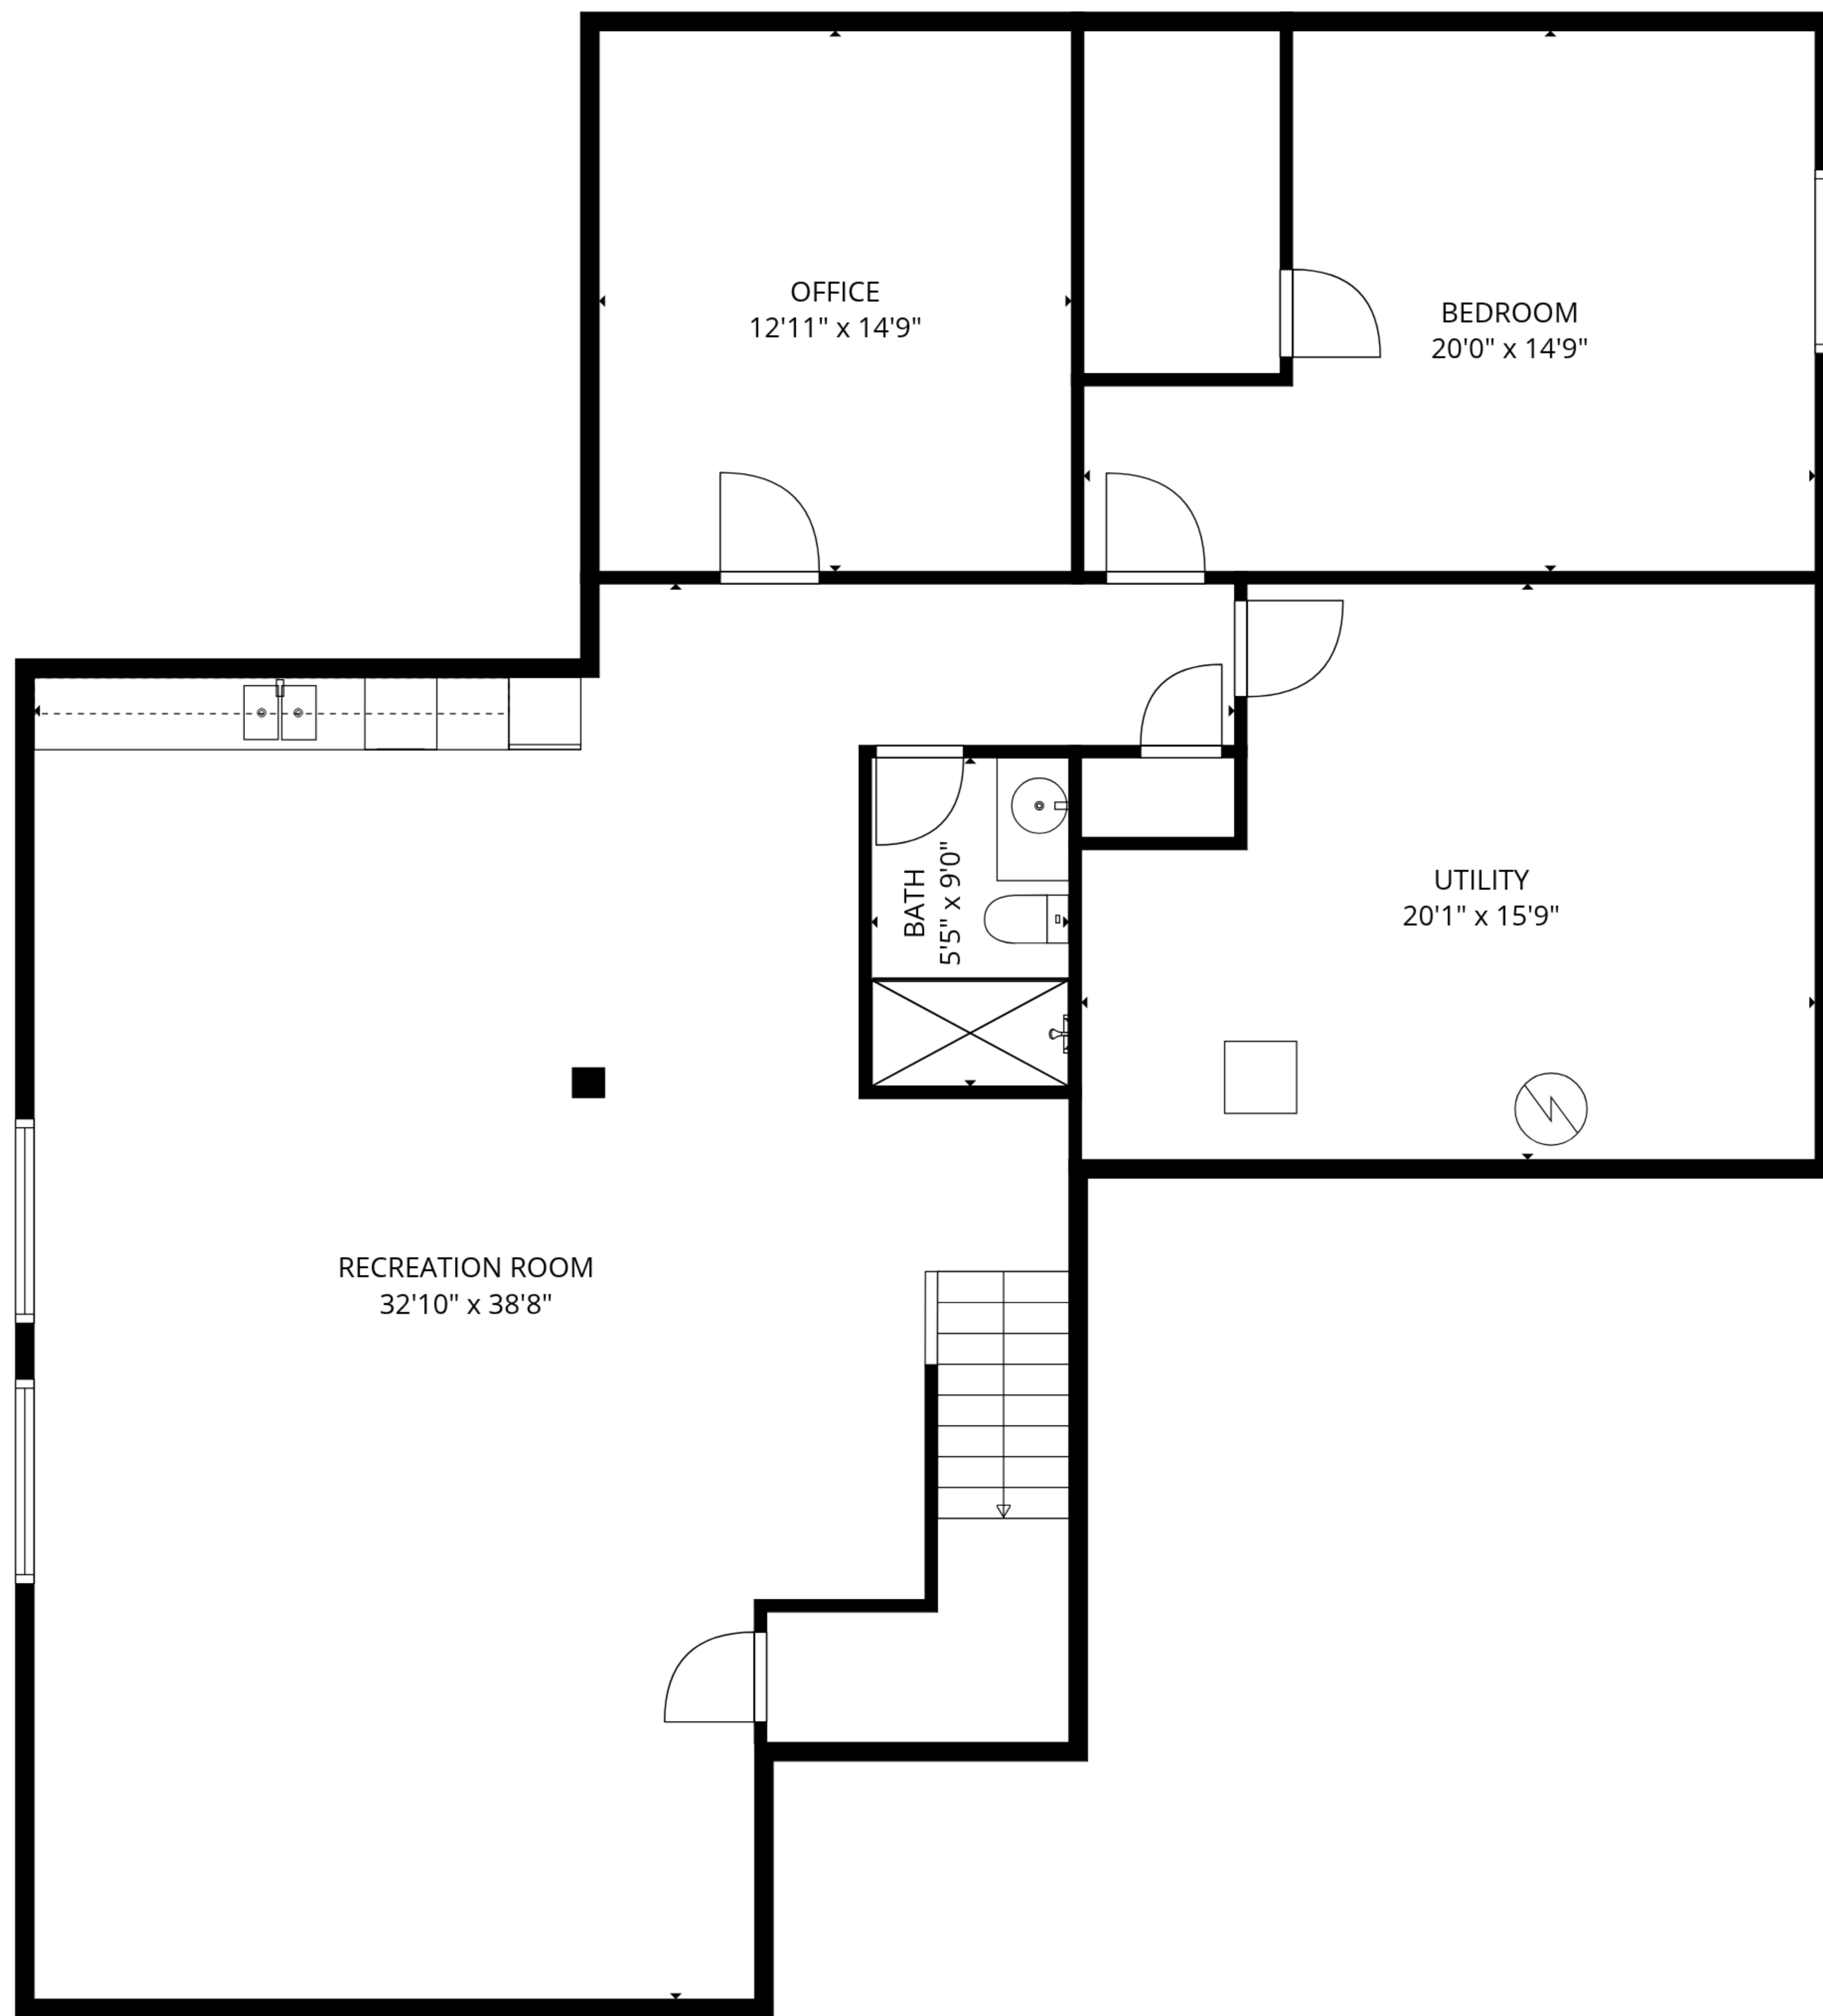 OFFICE
12'11" x 14'9"
BEDROOM
20'0" x 14'9"
BATH
5'5" x 9'0"
UTILITY
20'1" x 15'9"
RECREATION ROOM
32'10" x 38'8"